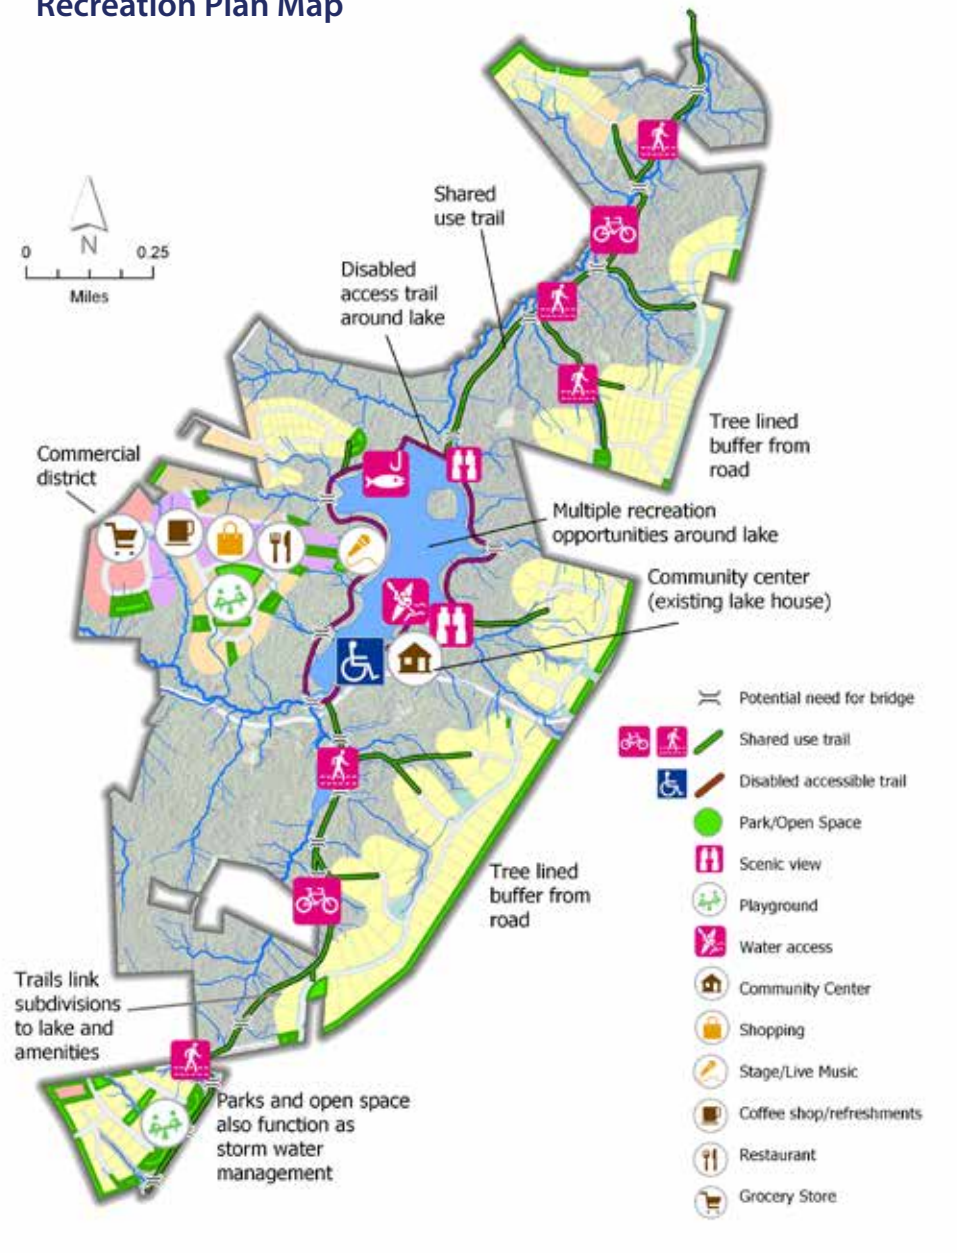 Recreation Plan Map
Shared
use trail
N
0 0.25
Miles
Disabled
access trail
around lake
Tree lined
buffer from
road
Commercial
district
Multiple recreation
opportunities around lake
Community center
(existing lake house)
Tree lined
buffer from
road
Trails link
subdivisions
to lake and
amenities
Parks and open space
also function as
storm water
management
Potential need for bridge
Shared use trail
Disabled accessible trail
Park/Open Space
Scenic view
Playground
Water access
Community Center
Shopping
Stage/Live Music
Coffee shop/refreshments
Restaurant
Grocery Store